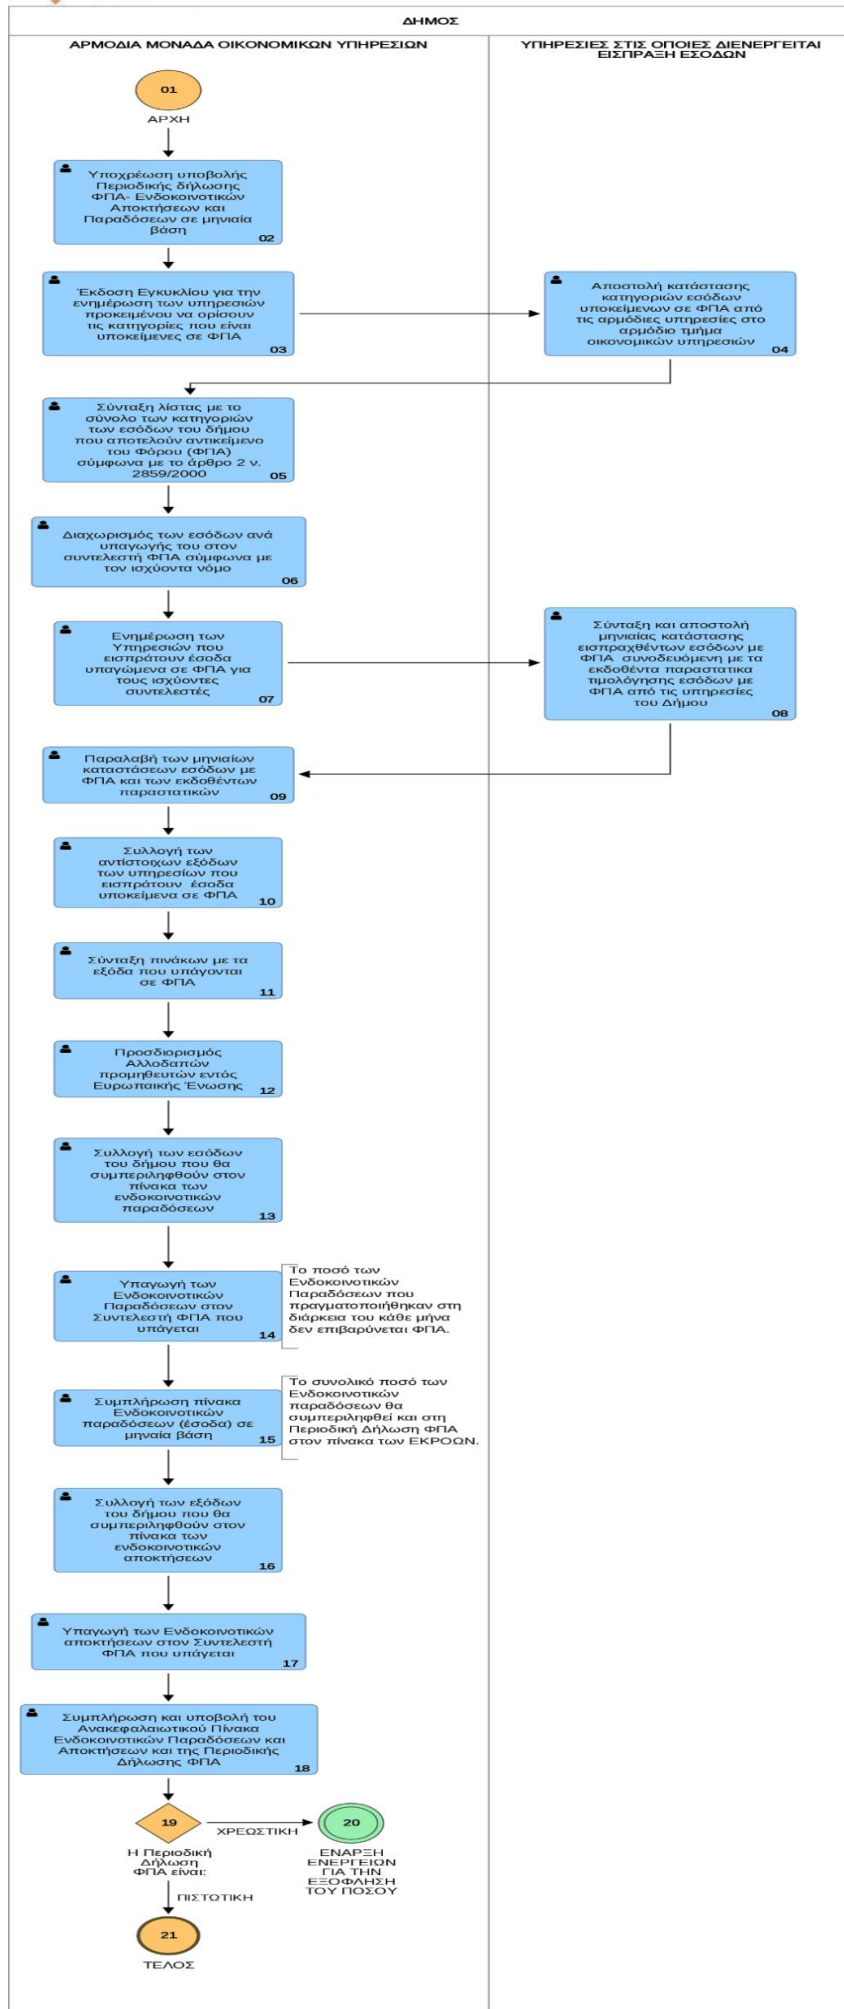 ΔΗΜΟΣ
ΑΡΜΟΔΙΑ ΜΟΝΑΔΑ ΟΙΚΟΝΟΜΙΚΩΝ ΥΠΗΡΕΣΙΩΝ
ΥΠΗΡΕΣΙΕΣ ΣΤΙΣ ΟΠΟΙΕΣ ΔΙΕΝΕΡΓΕΙΤΑΙ
ΕΙΣΠΡΑΞΗ ΕΣΟΔΩΝ
01
ΑΡΧΗ
Υποχρέωση υποβολής
Περιοδικής δήλωσης
ΦΠΑ- Ενδοκοινοτικών
Αποκτήσεων και
Παραδόσεων σε μηνιαία
βάση
02
Έκδοση Εγκυκλίου για την
ενημέρωση των υπηρεσιών
προκειμένου να ορίσουν
τις κατηγορίες που είναι
υποκείμενες σε ΦΠΑ
03
Αποστολή κατάστασης
κατηγοριών εσόδων
υποκείμενων σε ΦΠΑ από
τις αρμόδιες υπηρεσίες στο
αρμόδιο τμήμα
οικονομικών υπηρεσιών
04
Σύνταξη λίστας με το
σύνολο των κατηγοριών
των εσόδων του δήμου
που αποτελούν αντικείμενο
του Φόρου (ΦΠΑ)
σύμφωνα με το άρθρο 2 ν.
2859/2000
05
Διαχωρισμός των εσόδων ανά
υπαγωγής του στον
συντελεστή ΦΠΑ σύμφωνα με
τον ισχύοντα νόμο
06
Ενημέρωση των
Υπηρεσιών που
εισπράτουν έσοδα
υπαγώμενα σε ΦΠΑ για
τους ισχύοντες
συντελεστές
07
Σύνταξη και αποστολή
μηνιαίας κατάστασης
εισπραχθέντων εσόδων με
ΦΠΑ συνοδευόμενη με τα
εκδοθέντα παραστατικα
τιμολόγησης εσόδων με
ΦΠΑ από τις υπηρεσίες
του Δήμου
08
Παραλαβή των μηνιαίων
καταστάσεων εσόδων με
ΦΠΑ και των εκδοθέντων
παραστατικών
09
Συλλογή των
αντίστοιχων εξόδων
των υπηρεσίων που
εισπράτουν έσοδα
υποκείμενα σε ΦΠΑ
10
Σύνταξη πινάκων με τα
εξόδα που υπάγονται
σε ΦΠΑ
11
Προσδιορισμός
Αλλοδαπών
προμηθευτών εντός
Ευρωπαικής Ένωσης
12
Συλλογή των εσόδων
του δήμου που θα
συμπεριληφθούν στον
πίνακα των
ενδοκοινοτικών
παραδόσεων
13
Υπαγωγή των
Ενδοκοινοτικών
Παραδόσεων στον
Συντελεστή ΦΠΑ που
υπάγεται
14
Το ποσό των
Ενδοκοινοτικών
Παραδόσεων που
πραγματοποιήθηκαν στη
διάρκεια του κάθε μήνα
δεν επιβαρύνεται ΦΠΑ.
Συμπλήρωση πίνακα
Ενδοκοινοτικών
παραδόσεων (έσοδα) σε
μηναία βάση
15
Το συνολικό ποσό των
Ενδοκοινοτικών
παραδόσεων θα
συμπεριληφθεί και στη
Περιοδική Δήλωση ΦΠΑ
στον πίνακα των ΕΚΡΟΩΝ.
Συλλογή των εξόδων
του δήμου που θα
συμπεριληφθούν στον
πίνακα των
ενδοκοινοτικών
αποκτήσεων
16
Υπαγωγή των Ενδοκοινοτικών
αποκτήσεων στον Συντελεστή
ΦΠΑ που υπάγεται
17
Συμπλήρωση και υποβολή του
Ανακεφαλαιωτικού Πίνακα
Ενδοκοινοτικών Παραδόσεων και
Αποκτήσεων και της Περιοδικής
Δήλωσης ΦΠΑ
18
19
ΧΡΕΩΣΤΙΚΗ
20
Η Περιοδική
Δήλωση
ΦΠΑ είναι:
ΕΝΑΡΞΗ
ΕΝΕΡΓΕΙΩΝ
ΓΙΑ ΤΗΝ
ΕΞΟΦΛΗΣΗ
ΤΟΥ ΠΟΣΟΥ
ΠΙΣΤΩΤΙΚΗ
21
ΤΕΛΟΣ